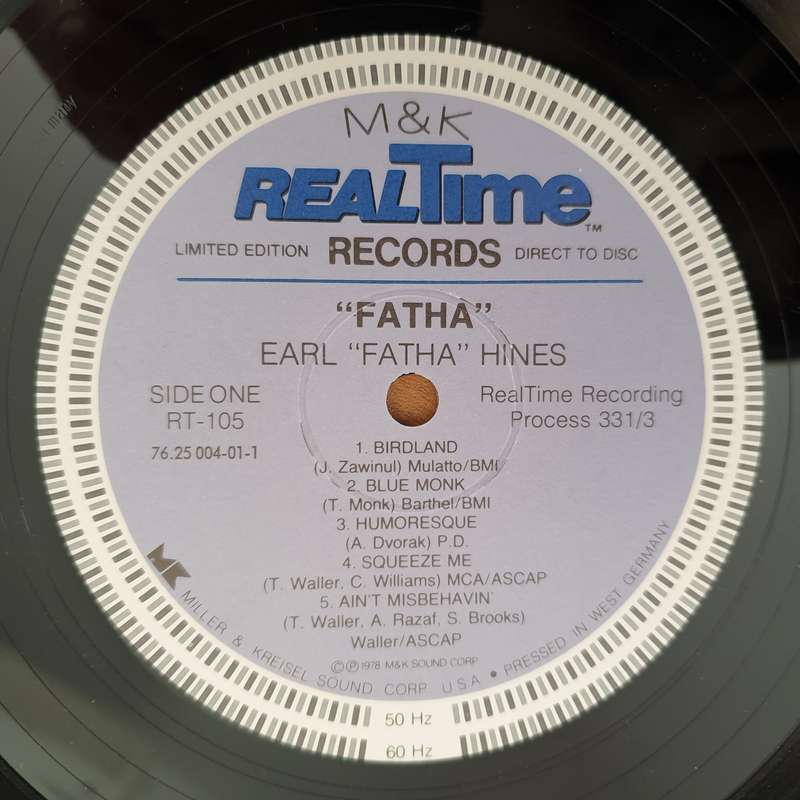 M&K
REALTime™
LIMITED EDITION RECORDS DIRECT TO DISC
"FATHA"
EARL "FATHA" HINES
SIDE ONE
RT-105
76.25 004-01-1
RealTime Recording
Process 331/3
1. BIRDLAND
(J. Zawinul) Mulatto/BMI
2. BLUE MONK
(T. Monk) Barthel/BMI
3. HUMORESQUE
(A. Dvorak) P.D.
4. SQUEEZE ME
(T. Waller, C. Williams) MCA/ASCAP
5. AIN'T MISBEHAVIN'
(T. Waller, A. Razaf, S. Brooks)
Waller/ASCAP
©℗ 1978 M&K SOUND CORP.
MK MILLER & KREISEL SOUND CORP. U.S.A. • PRESSED IN WEST GERMANY
50 Hz
60 Hz